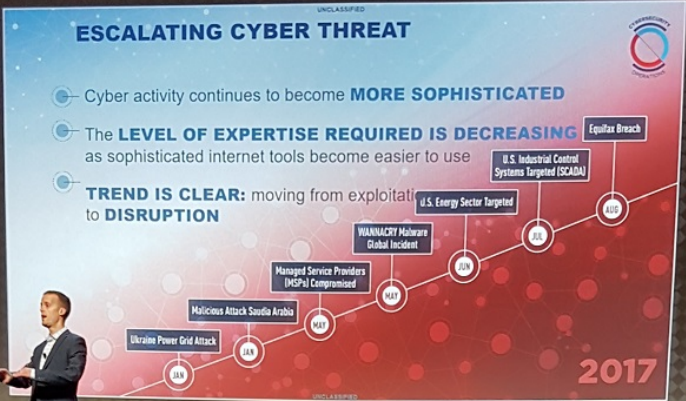 UNCLASSIFIED
ESCALATING CYBER THREAT
CYBERSECURITY
OPERATIONS
Cyber activity continues to become MORE SOPHISTICATED
The LEVEL OF EXPERTISE REQUIRED IS DECREASING
as sophisticated internet tools become easier to use
TREND IS CLEAR: moving from exploitatio
to DISRUPTION
Equifax Breach
AUG
U.S. Industrial Control
Systems Targeted (SCADA)
JUL
U.S. Energy Sector Targeted
JUN
WANNACRY Malware
Global Incident
MAY
Managed Service Providers
(MSPs) Compromised
MAY
Malicious Attack Saudia Arabia
JAN
Ukraine Power Grid Attack
JAN
2017
UNCLASSIFIED